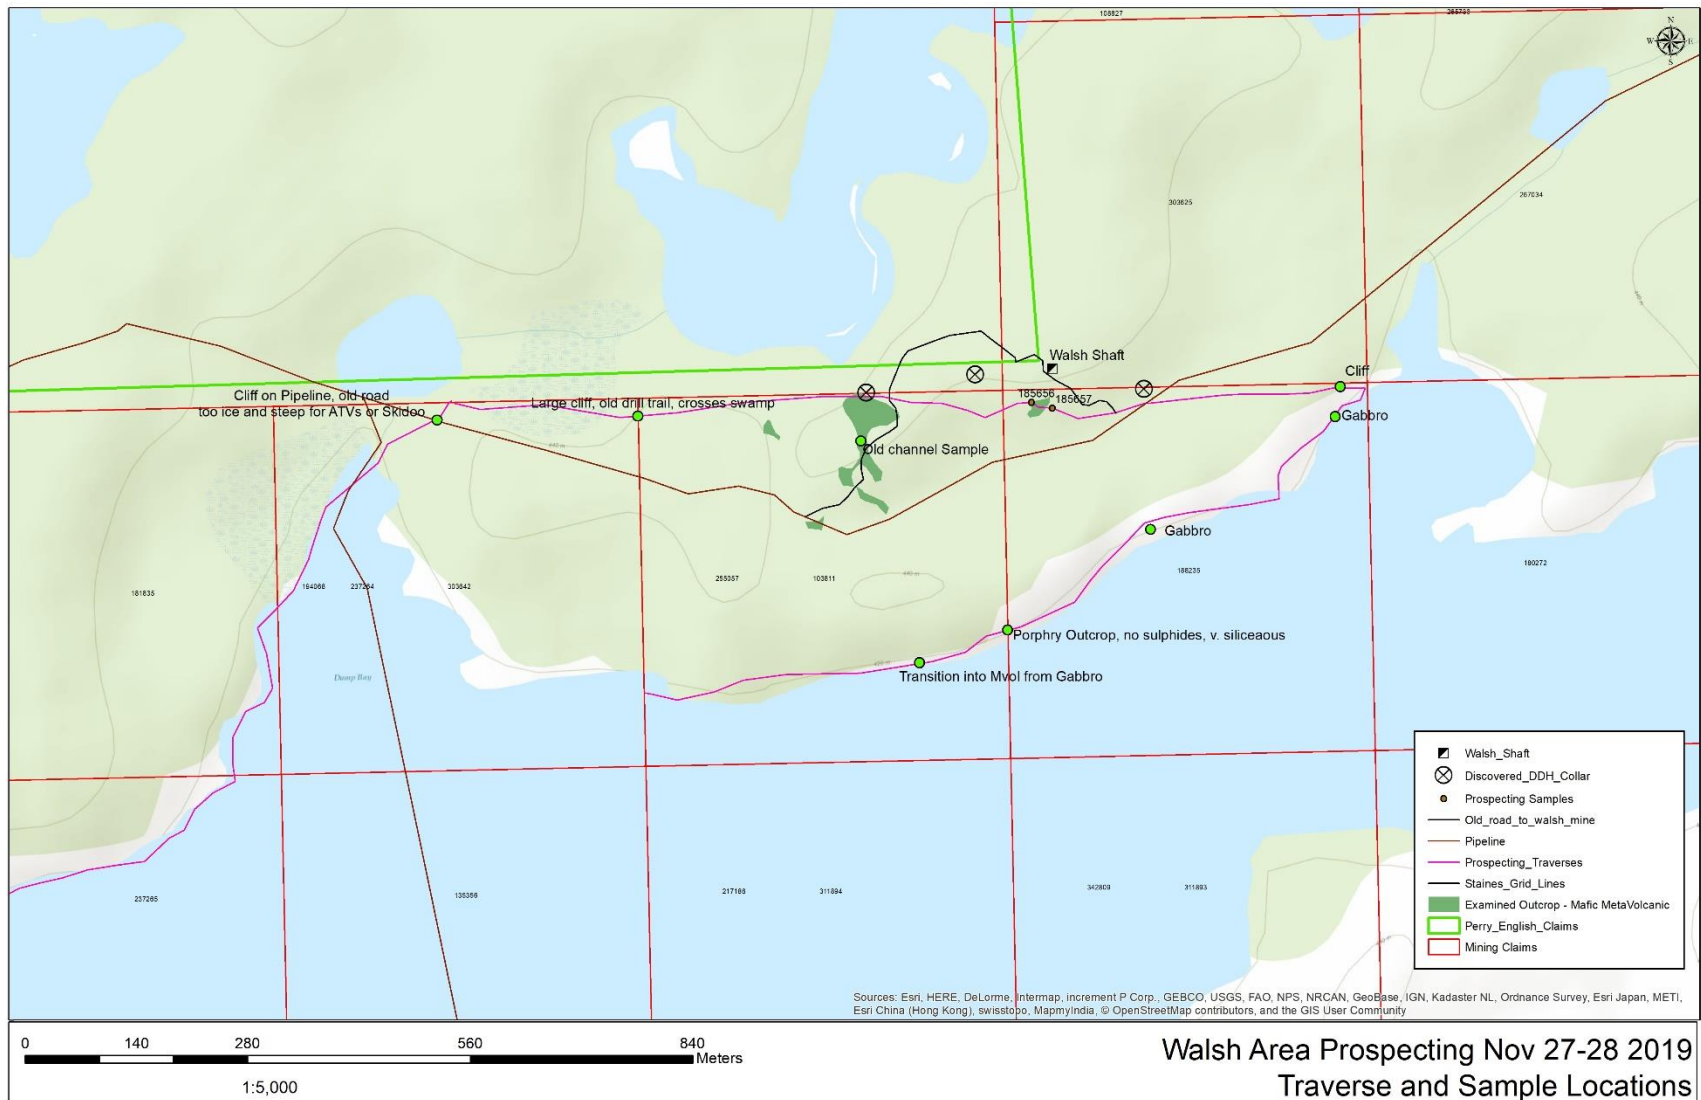 108827
N
W E
S
267034
303625
440 m
Walsh Shaft
Cliff
Cliff on Pipeline, old road
too ice and steep for ATVs or Skidoo
Large cliff, old drill trail, crosses swamp
185656
185657
Gabbro
440 m
Old channel Sample
Gabbro
181835
194068
237264
303642
255057
103811
440 m
188235
190272
Porphry Outcrop, no sulphides, v. siliceaous
Transition into Mvol from Gabbro
Dump Bay
237265
135356
217186
311894
342809
311893
Walsh_Shaft
Discovered_DDH_Collar
Prospecting Samples
Old_road_to_walsh_mine
Pipeline
Prospecting_Traverses
Staines_Grid_Lines
Examined Outcrop - Mafic MetaVolcanic
Perry_English_Claims
Mining Claims
Sources: Esri, HERE, DeLorme, Intermap, increment P Corp., GEBCO, USGS, FAO, NPS, NRCAN, GeoBase, IGN, Kadaster NL, Ordnance Survey, Esri Japan, METI,
Esri China (Hong Kong), swisstopo, MapmyIndia, © OpenStreetMap contributors, and the GIS User Community
0 140 280 560 840
Meters
1:5,000
Walsh Area Prospecting Nov 27-28 2019
Traverse and Sample Locations